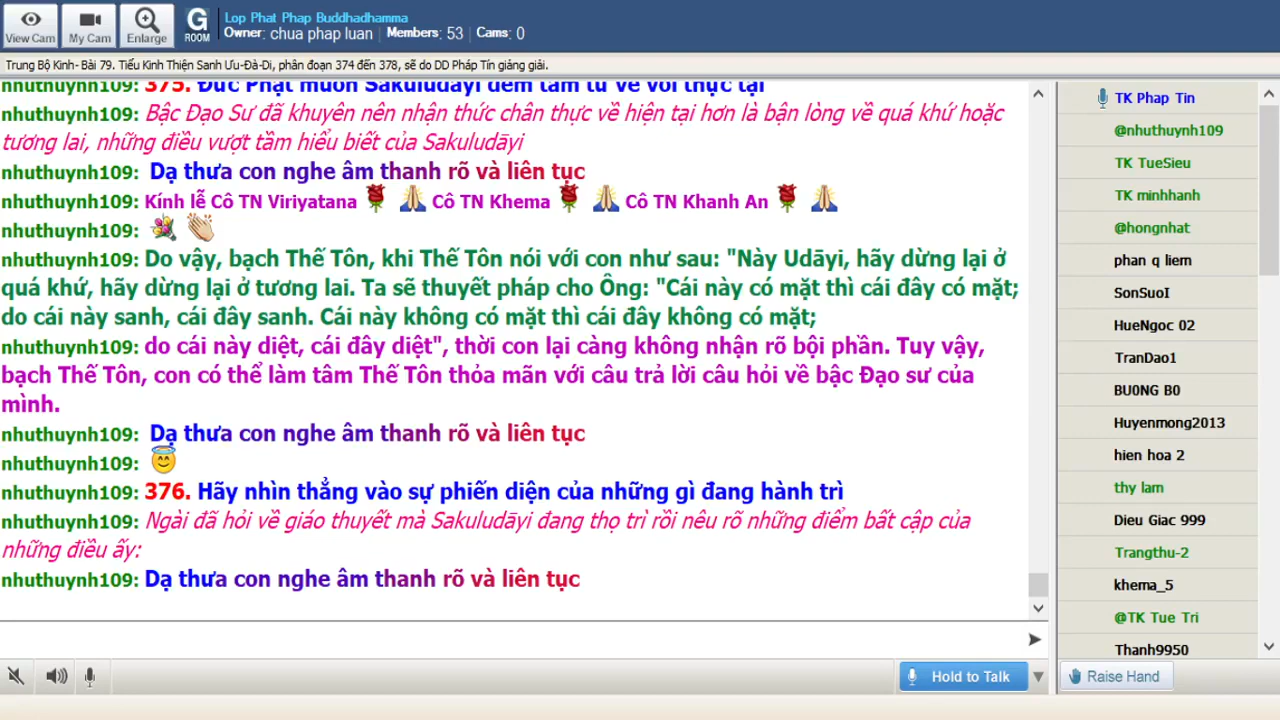 View Cam
My Cam
Enlarge
G ROOM
Lop Phat Phap Buddhadhamma
Owner: chua phap luan | Members: 53 | Cams: 0
Trung Bộ Kinh- Bài 79. Tiểu Kinh Thiện Sanh Ưu-Đà-Di, phân đoạn 374 đến 378, sẽ do DD Pháp Tín giảng giải.
nhuthuynh109: 375. Đức Phật muốn Sakuludāyi đem tâm tư về với thực tại
nhuthuynh109: Bậc Đạo Sư đã khuyên nên nhận thức chân thực về hiện tại hơn là bận lòng về quá khứ hoặc
tương lai, những điều vượt tầm hiểu biết của Sakuludāyi
nhuthuynh109: Dạ thưa con nghe âm thanh rõ và liên tục
nhuthuynh109: Kính lễ Cô TN Viriyatana Cô TN Khema Cô TN Khanh An
nhuthuynh109:
nhuthuynh109: Do vậy, bạch Thế Tôn, khi Thế Tôn nói với con như sau: "Này Udāyi, hãy dừng lại ở
quá khứ, hãy dừng lại ở tương lai. Ta sẽ thuyết pháp cho Ông: "Cái này có mặt thì cái đây có mặt;
do cái này sanh, cái đây sanh. Cái này không có mặt thì cái đây không có mặt;
nhuthuynh109: do cái này diệt, cái đây diệt", thời con lại càng không nhận rõ bội phần. Tuy vậy,
bạch Thế Tôn, con có thể làm tâm Thế Tôn thỏa mãn với câu trả lời câu hỏi về bậc Đạo sư của
mình.
nhuthuynh109: Dạ thưa con nghe âm thanh rõ và liên tục
nhuthuynh109:
nhuthuynh109: 376. Hãy nhìn thẳng vào sự phiến diện của những gì đang hành trì
nhuthuynh109: Ngài đã hỏi về giáo thuyết mà Sakuludāyi đang thọ trì rồi nêu rõ những điểm bất cập của
những điều ấy:
nhuthuynh109: Dạ thưa con nghe âm thanh rõ và liên tục
Hold to Talk
TK Phap Tin
@nhuthuynh109
TK TueSieu
TK minhhanh
@hongnhat
phan q liem
SonSuoI
HueNgoc 02
TranDao1
BU0NG B0
Huyenmong2013
hien hoa 2
thy lam
Dieu Giac 999
Trangthu-2
khema_5
@TK Tue Tri
Thanh9950
Raise Hand